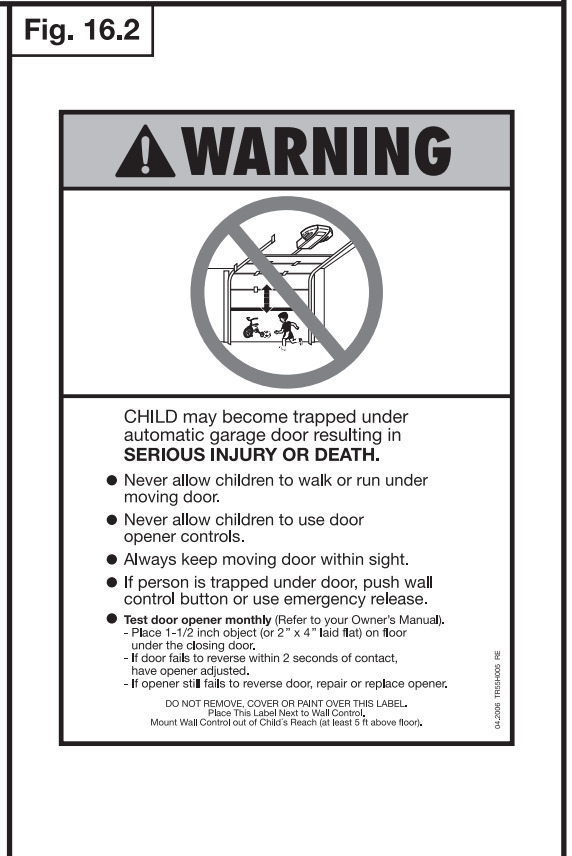 Fig. 16.2
WARNING
CHILD may become trapped under
automatic garage door resulting in
SERIOUS INJURY OR DEATH.
● Never allow children to walk or run under
moving door.
● Never allow children to use door
opener controls.
● Always keep moving door within sight.
● If person is trapped under door, push wall
control button or use emergency release.
● Test door opener monthly (Refer to your Owner's Manual).
- Place 1-1/2 inch object (or 2" x 4" laid flat) on floor
under the closing door.
- If door fails to reverse within 2 seconds of contact,
have opener adjusted.
- If opener still fails to reverse door, repair or replace opener.
DO NOT REMOVE, COVER OR PAINT OVER THIS LABEL.
Place This Label Next to Wall Control.
Mount Wall Control out of Child's Reach (at least 5 ft above floor).
04.2006 TR55H005 RE